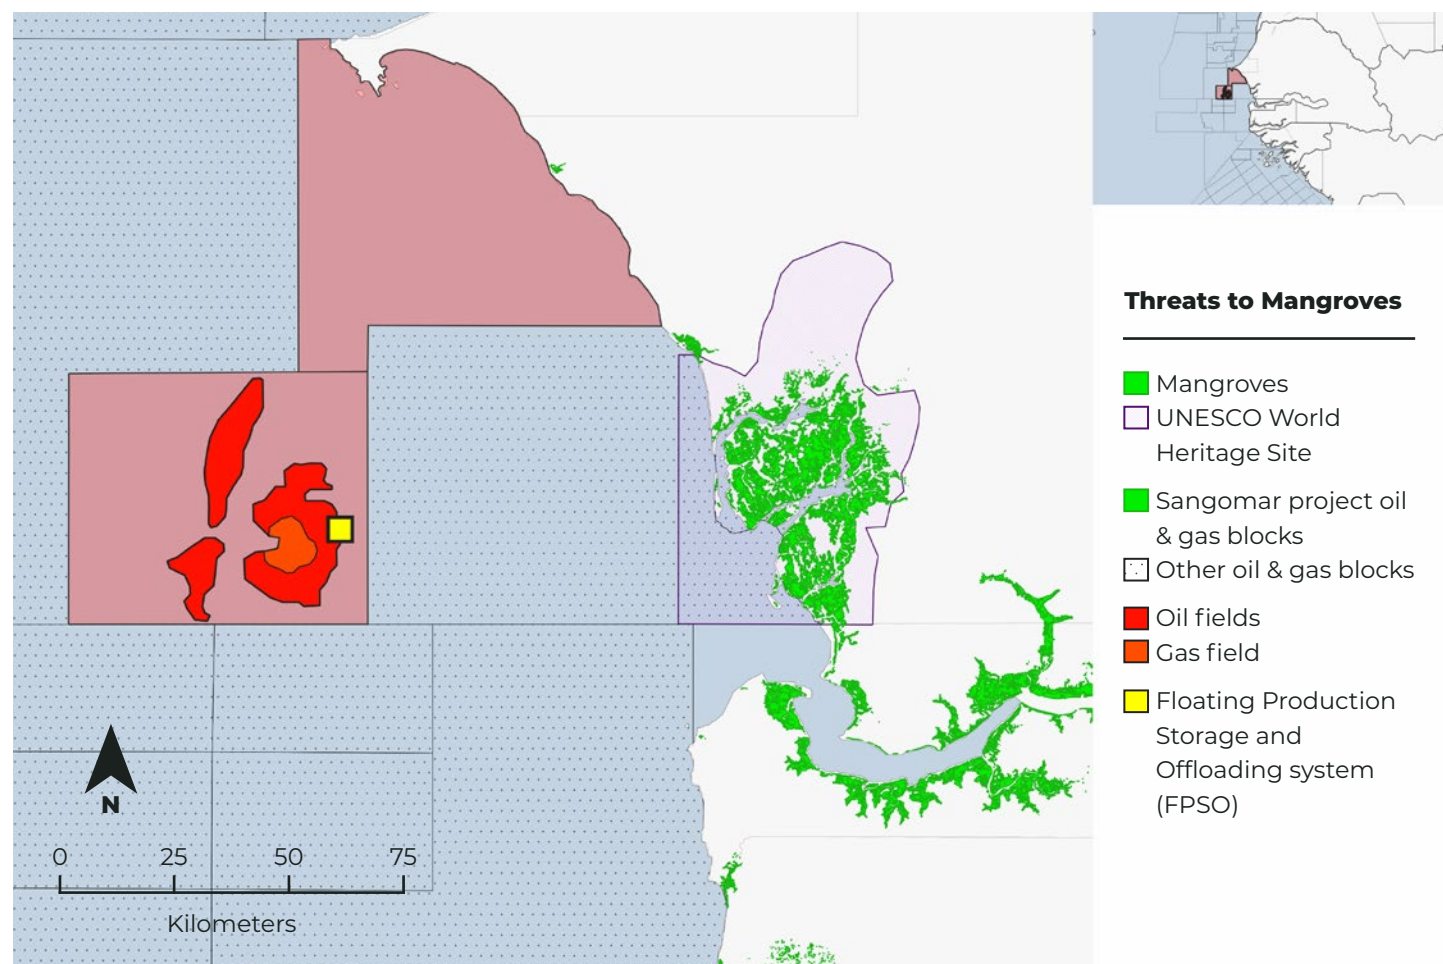 Threats to Mangroves
Mangroves
UNESCO World
Heritage Site
Sangomar project oil
& gas blocks
Other oil & gas blocks
Oil fields
Gas field
Floating Production
Storage and
Offloading system
(FPSO)
N
0 25 50 75
Kilometers